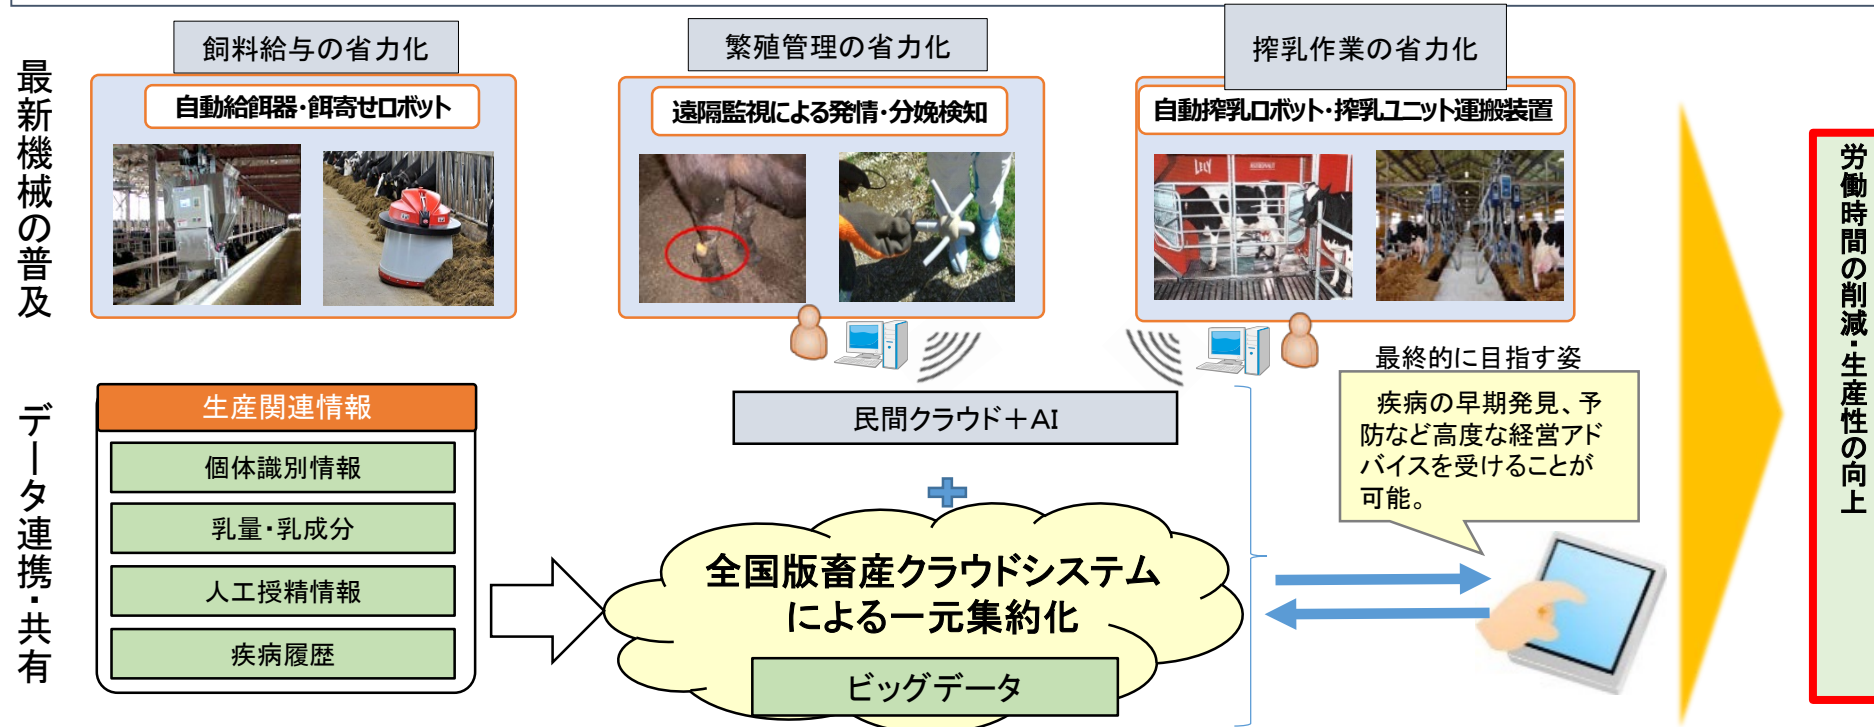 最新機械の普及
飼料給与の省力化
自動給餌器・餌寄せロボット
繁殖管理の省力化
遠隔監視による発情・分娩検知
搾乳作業の省力化
自動搾乳ロボット・搾乳ユニット運搬装置
LELY
データ連携・共有
生産関連情報
個体識別情報
乳量・乳成分
人工授精情報
疾病履歴
民間クラウド＋AI
全国版畜産クラウドシステム
による一元集約化
ビッグデータ
最終的に目指す姿
疾病の早期発見、予
防など高度な経営アド
バイスを受けることが
可能。
労働時間の削減・生産性の向上